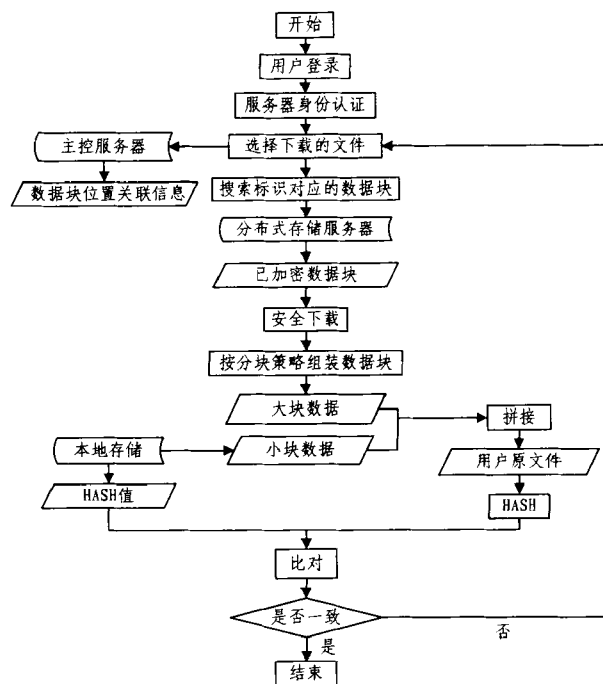 开始
用户登录
服务器身份认证
主控服务器
选择下载的文件
数据块位置关联信息
搜索标识对应的数据块
分布式存储服务器
已加密数据块
安全下载
按分块策略组装数据块
大块数据
拼接
本地存储
小块数据
用户原文件
HASH值
HASH
比对
是否一致
否
是
结束